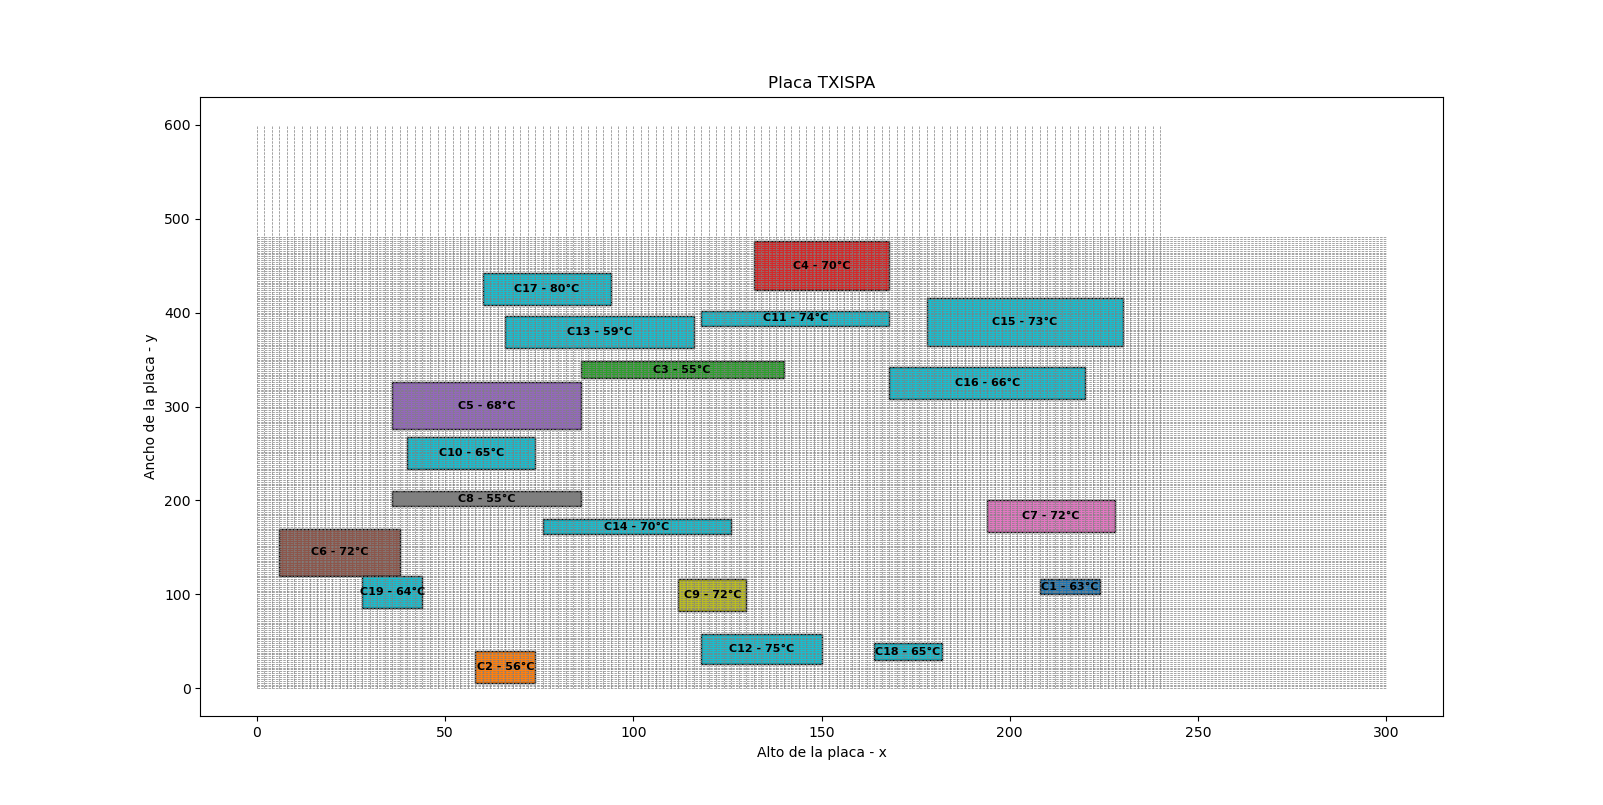 Placa TXISPA
600
500
400
300
200
100
0
Ancho de la placa - y
C4 - 70°C
C17 - 80°C
C11 - 74°C
C15 - 73°C
C13 - 59°C
C3 - 55°C
C16 - 66°C
C5 - 68°C
C10 - 65°C
C8 - 55°C
C7 - 72°C
C14 - 70°C
C6 - 72°C
C1 - 63°C
C19 - 64°C
C9 - 72°C
C12 - 75°C
C18 - 65°C
C2 - 56°C
0 50 100 150 200 250 300
Alto de la placa - x